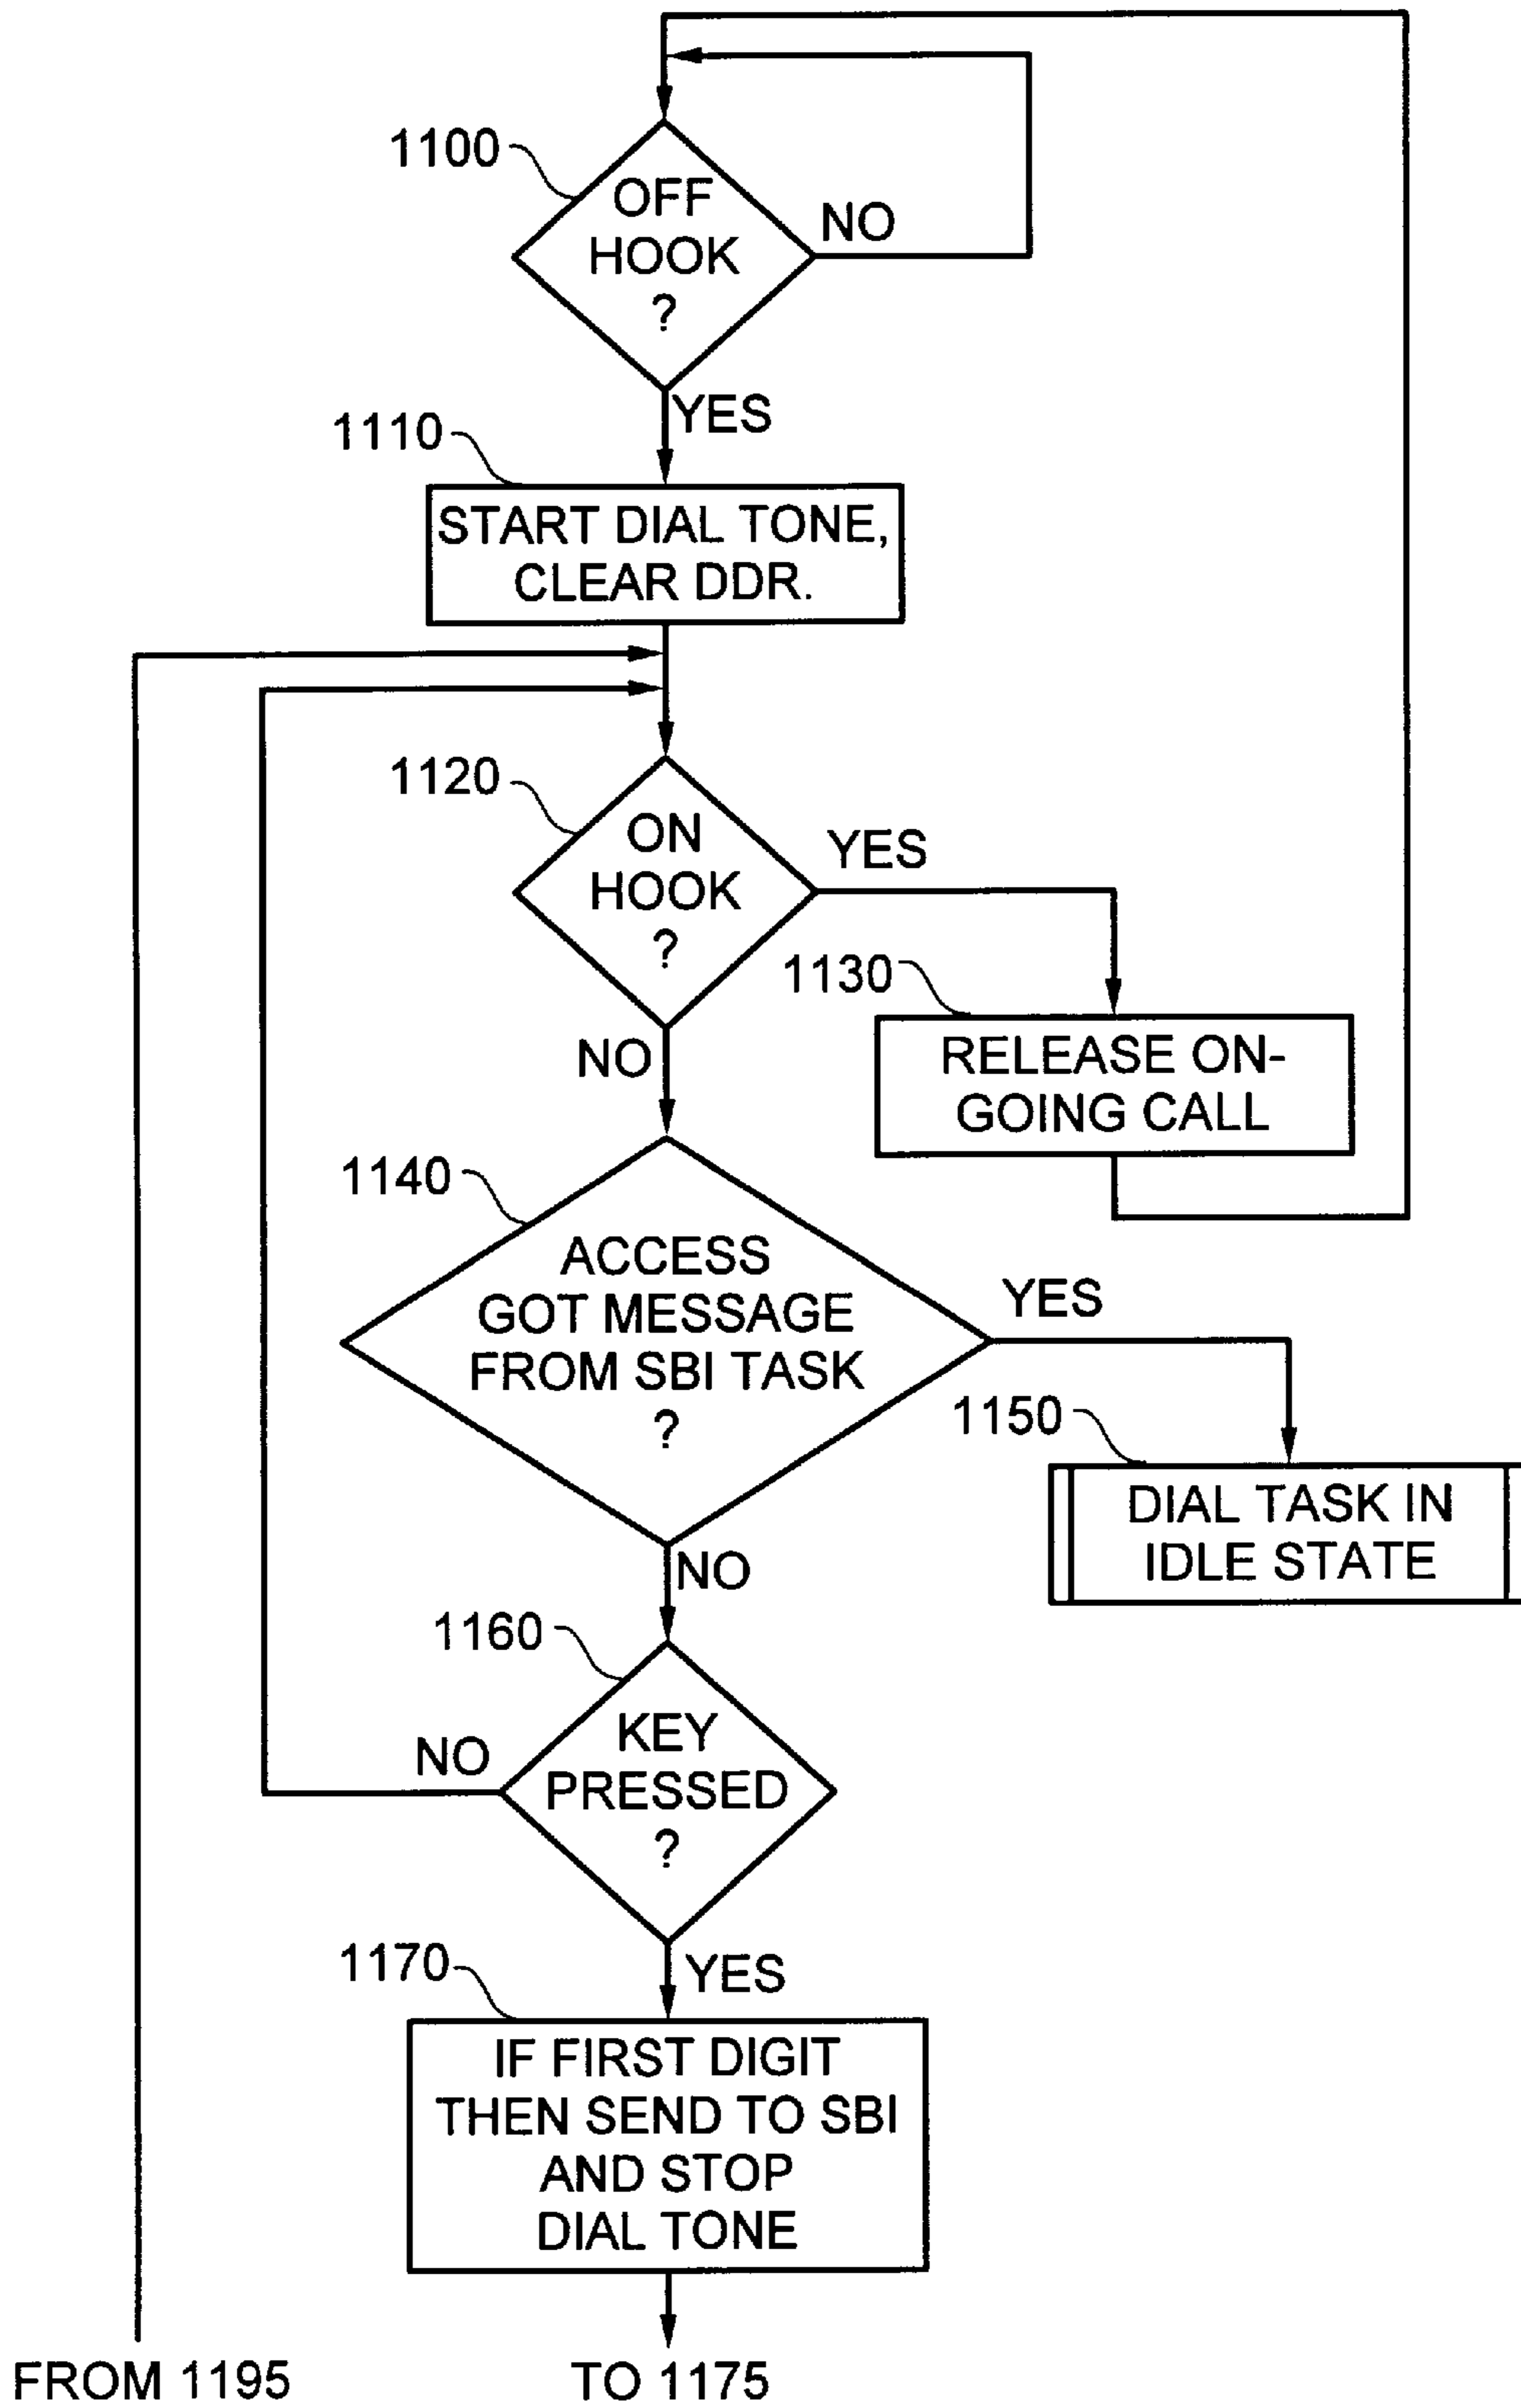 1100
OFF
HOOK
?
NO
YES
1110
START DIAL TONE,
CLEAR DDR.
1120
ON
HOOK
?
YES
NO
1130
RELEASE ON-
GOING CALL
1140
ACCESS
GOT MESSAGE
FROM SBI TASK
?
YES
NO
1150
DIAL TASK IN
IDLE STATE
1160
KEY
PRESSED
?
NO
YES
1170
IF FIRST DIGIT
THEN SEND TO SBI
AND STOP
DIAL TONE
FROM 1195
TO 1175